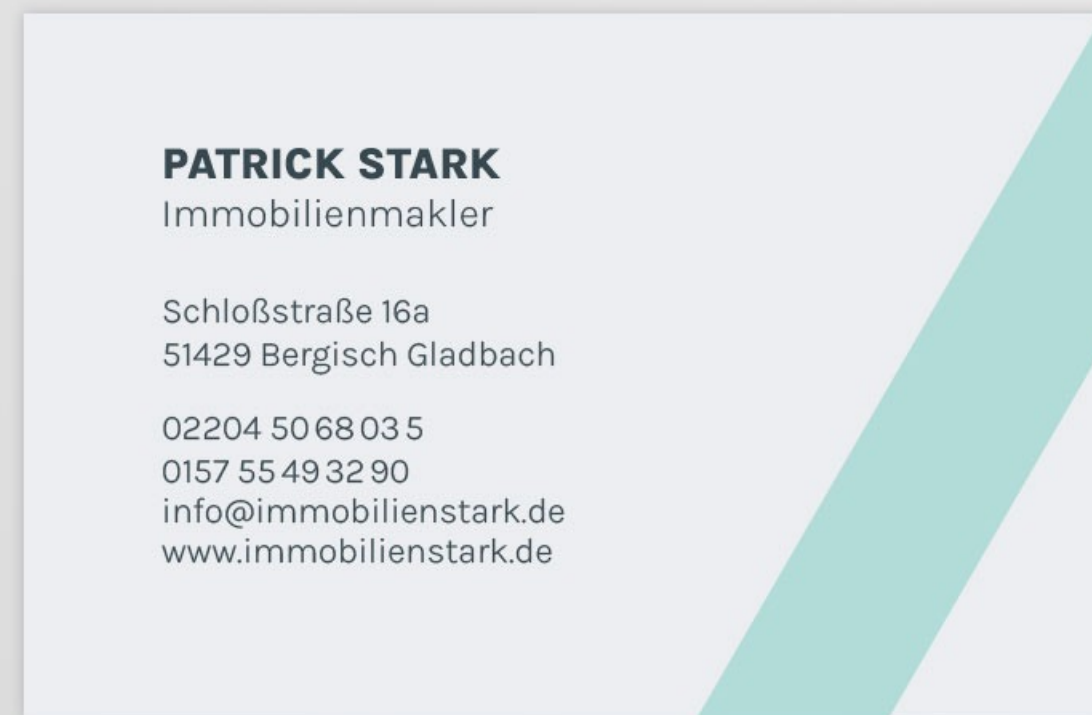 PATRICK STARK
Immobilienmakler
Schloßstraße 16a
51429 Bergisch Gladbach
02204 50 68 03 5
0157 55 49 32 90
info@immobilienstark.de
www.immobilienstark.de